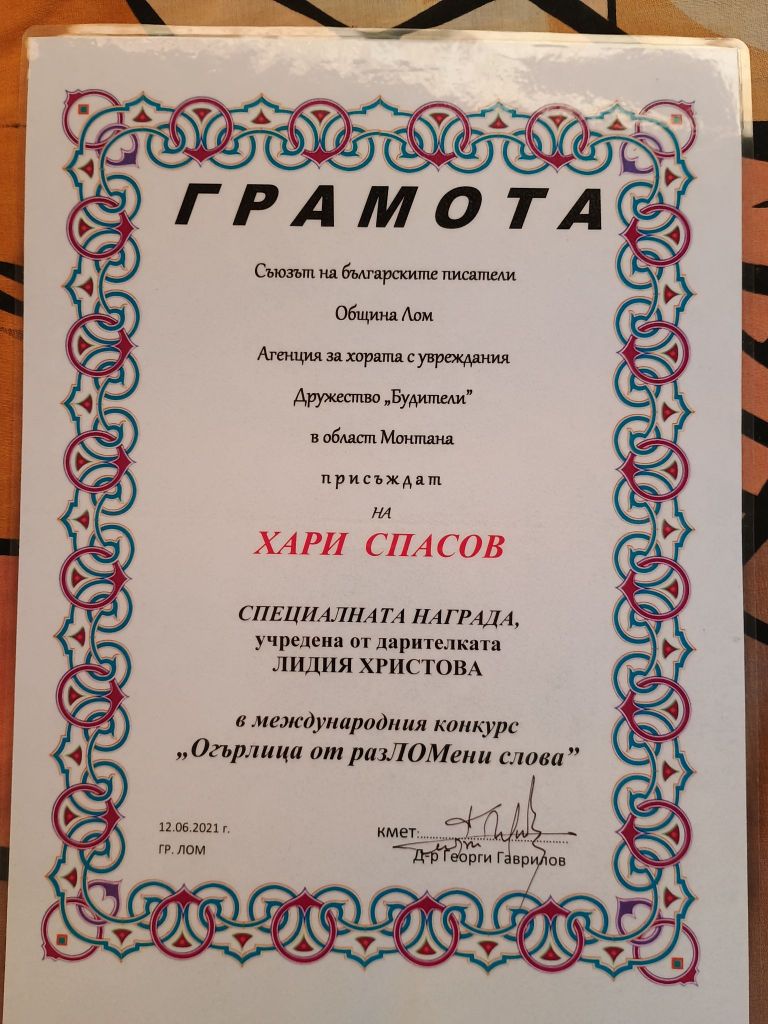 ГРАМОТА
Съюзът на българските писатели
Община Лом
Агенция за хората с увреждания
Дружество „Будители”
в област Монтана
присъждат
НА
ХАРИ СПАСОВ
СПЕЦИАЛНАТА НАГРАДА,
учредена от дарителката
ЛИДИЯ ХРИСТОВА
в международния конкурс
„Огърлица от разЛОМени слова”
12.06.2021 г.
кмет:
ГР. ЛОМ
Д-р Георги Гаврилов